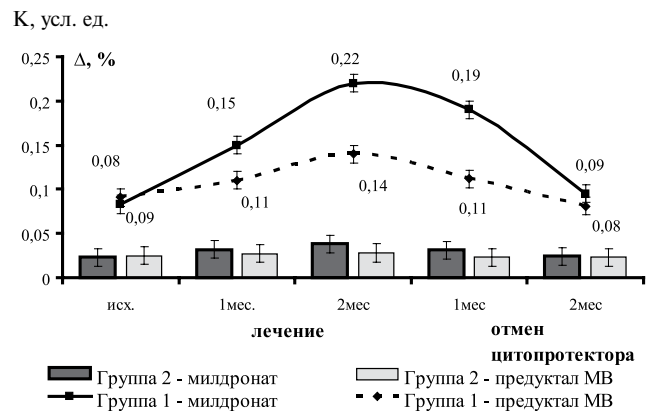 K, усл. ед.
0,25
Δ, %
0,22
0,2
0,19
0,15
0,15
0,08
0,14
0,09
0,11
0,11
0,1
0,09
0,08
0,05
0
исх.
1мес.
2мес
1мес
2мес
лечение
отмен
цитопротектора
Группа 2 - милдронат
Группа 2 - предуктал МВ
Группа 1 - милдронат
Группа 1 - предуктал МВ